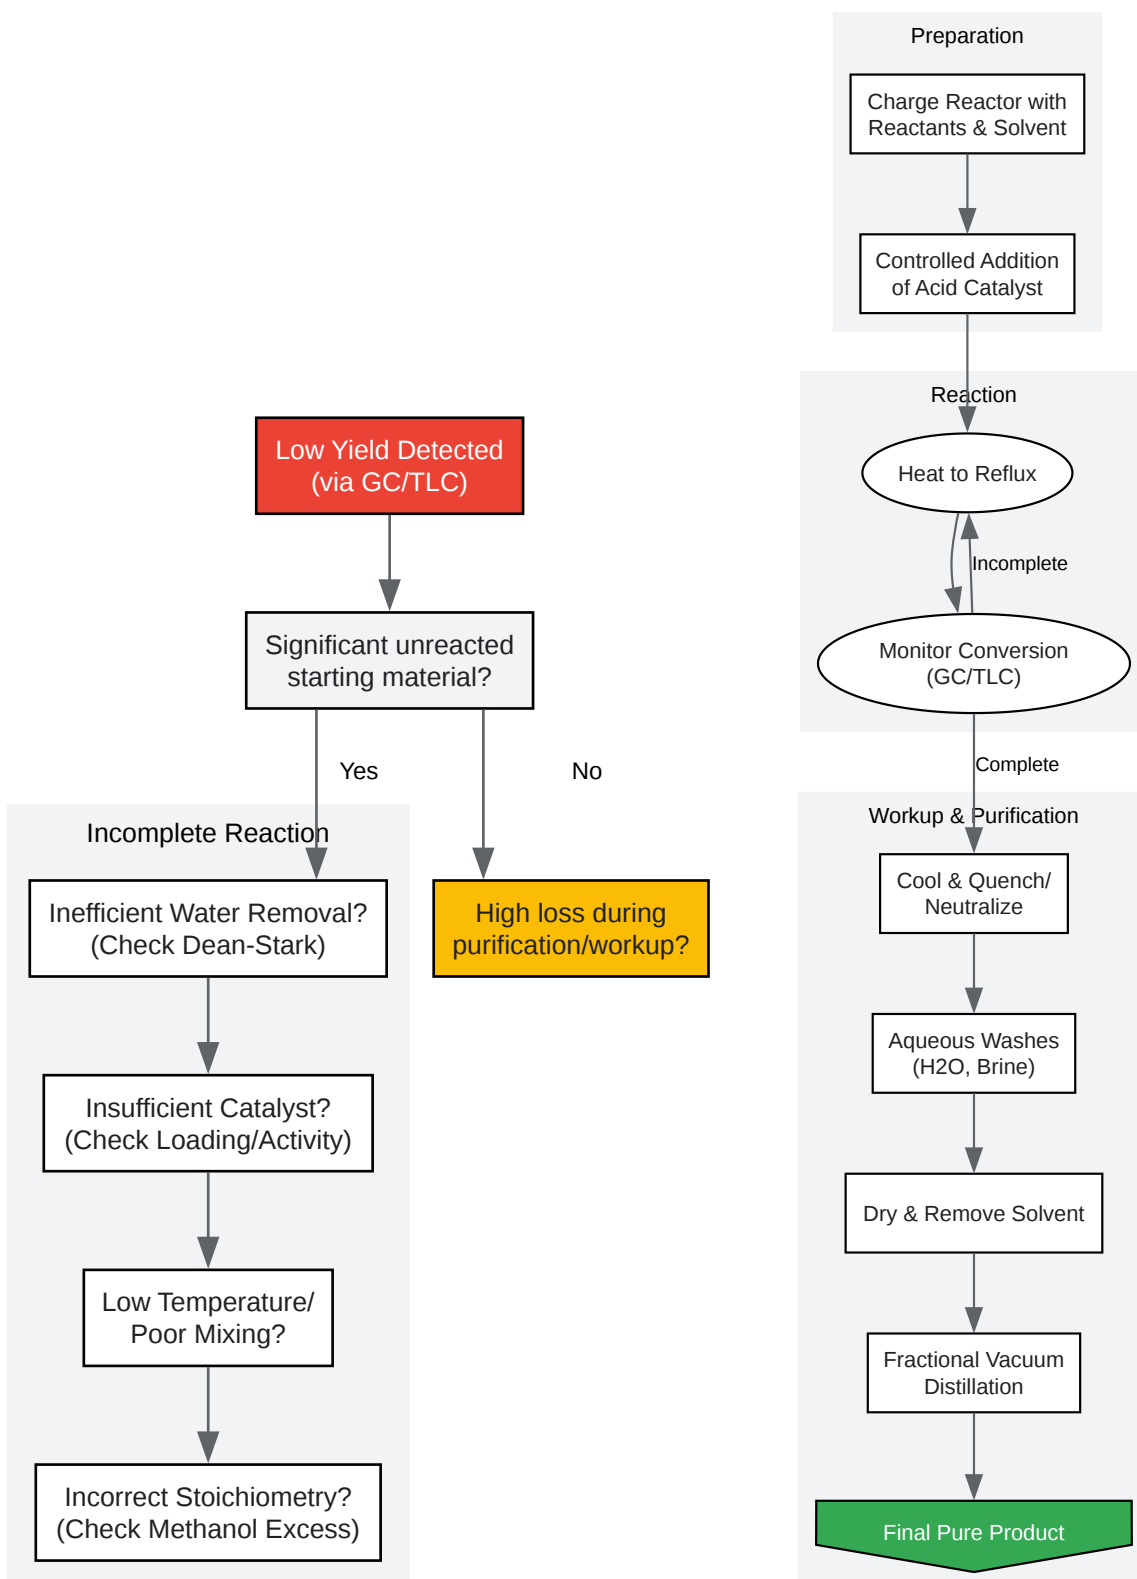 Low Yield Detected
(via GC/TLC)
Significant unreacted
starting material?
Yes
No
Incomplete Reaction
Inefficient Water Removal?
(Check Dean-Stark)
High loss during
purification/workup?
Insufficient Catalyst?
(Check Loading/Activity)
Low Temperature/
Poor Mixing?
Incorrect Stoichiometry?
(Check Methanol Excess)
Preparation
Charge Reactor with
Reactants & Solvent
Controlled Addition
of Acid Catalyst
Reaction
Heat to Reflux
Incomplete
Monitor Conversion
(GC/TLC)
Complete
Workup & Purification
Cool & Quench/
Neutralize
Aqueous Washes
(H2O, Brine)
Dry & Remove Solvent
Fractional Vacuum
Distillation
Final Pure Product